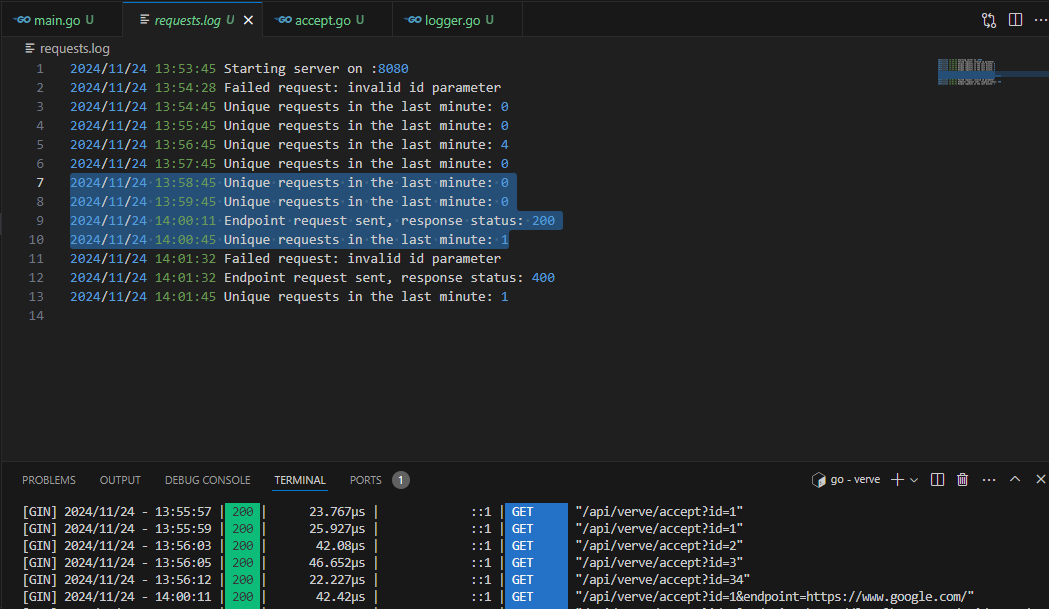 main.go U
requests.log U
accept.go U
logger.go U
requests.log
1 2024/11/24 13:53:45 Starting server on :8080
2 2024/11/24 13:54:28 Failed request: invalid id parameter
3 2024/11/24 13:54:45 Unique requests in the last minute: 0
4 2024/11/24 13:55:45 Unique requests in the last minute: 0
5 2024/11/24 13:56:45 Unique requests in the last minute: 4
6 2024/11/24 13:57:45 Unique requests in the last minute: 0
7 2024/11/24 13:58:45 Unique requests in the last minute: 0
8 2024/11/24 13:59:45 Unique requests in the last minute: 0
9 2024/11/24 14:00:11 Endpoint request sent, response status: 200
10 2024/11/24 14:00:45 Unique requests in the last minute: 1
11 2024/11/24 14:01:32 Failed request: invalid id parameter
12 2024/11/24 14:01:32 Endpoint request sent, response status: 400
13 2024/11/24 14:01:45 Unique requests in the last minute: 1
14
PROBLEMS OUTPUT DEBUG CONSOLE TERMINAL PORTS 1 go - verve
[GIN] 2024/11/24 - 13:55:57 | 200 | 23.767µs | ::1 | GET "/api/verve/accept?id=1"
[GIN] 2024/11/24 - 13:55:59 | 200 | 25.927µs | ::1 | GET "/api/verve/accept?id=1"
[GIN] 2024/11/24 - 13:56:03 | 200 | 42.08µs | ::1 | GET "/api/verve/accept?id=2"
[GIN] 2024/11/24 - 13:56:05 | 200 | 46.652µs | ::1 | GET "/api/verve/accept?id=3"
[GIN] 2024/11/24 - 13:56:12 | 200 | 22.227µs | ::1 | GET "/api/verve/accept?id=34"
[GIN] 2024/11/24 - 14:00:11 | 200 | 42.42µs | ::1 | GET "/api/verve/accept?id=1&endpoint=https://www.google.com/"